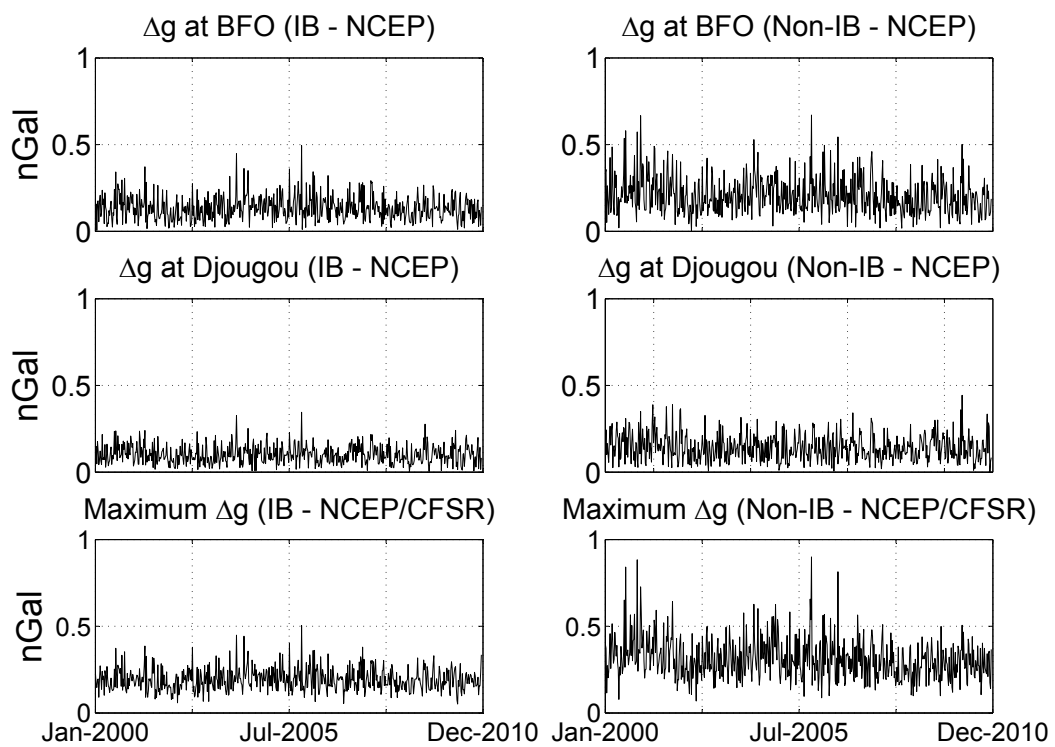 Δg at BFO (IB - NCEP)
Δg at BFO (Non-IB - NCEP)
1
0.5
0
nGal
1
0.5
0
Δg at Djougou (IB - NCEP)
Δg at Djougou (Non-IB - NCEP)
1
0.5
0
nGal
1
0.5
0
Maximum Δg (IB - NCEP/CFSR)
Maximum Δg (Non-IB - NCEP/CFSR)
1
0.5
0
nGal
1
0.5
0
Jan-2000 Jul-2005 Dec-2010
Jan-2000 Jul-2005 Dec-2010